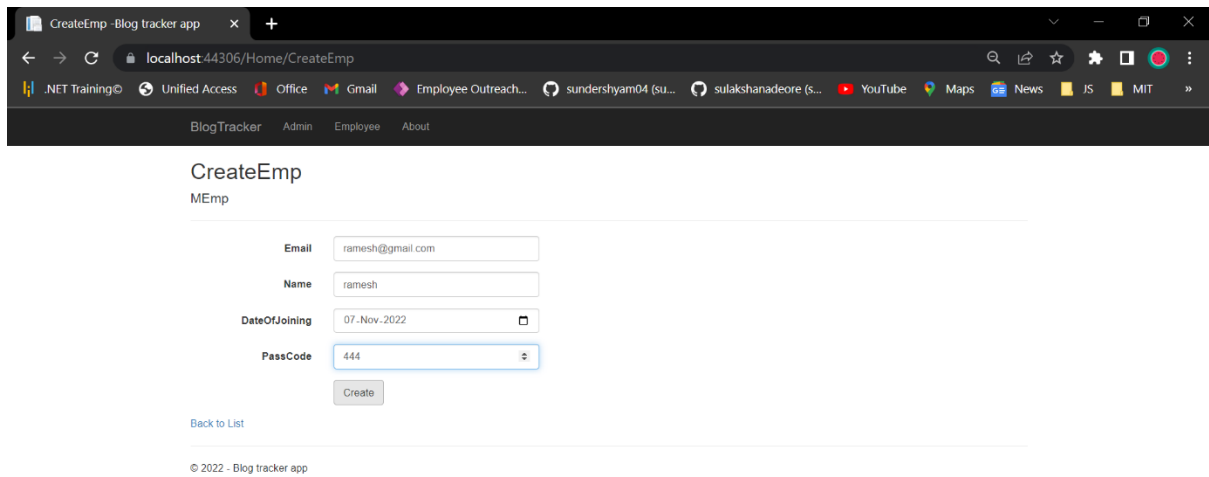 CreateEmp -Blog tracker app
localhost:44306/Home/CreateEmp
.NET Training© Unified Access Office Gmail Employee Outreach... sundershyam04 (su... sulakshanadeore (s... YouTube Maps GE News JS MIT »
BlogTracker Admin Employee About
CreateEmp
MEmp
Email ramesh@gmail.com
Name ramesh
DateOfJoining 07-Nov-2022
PassCode 444
Create
Back to List
© 2022 - Blog tracker app